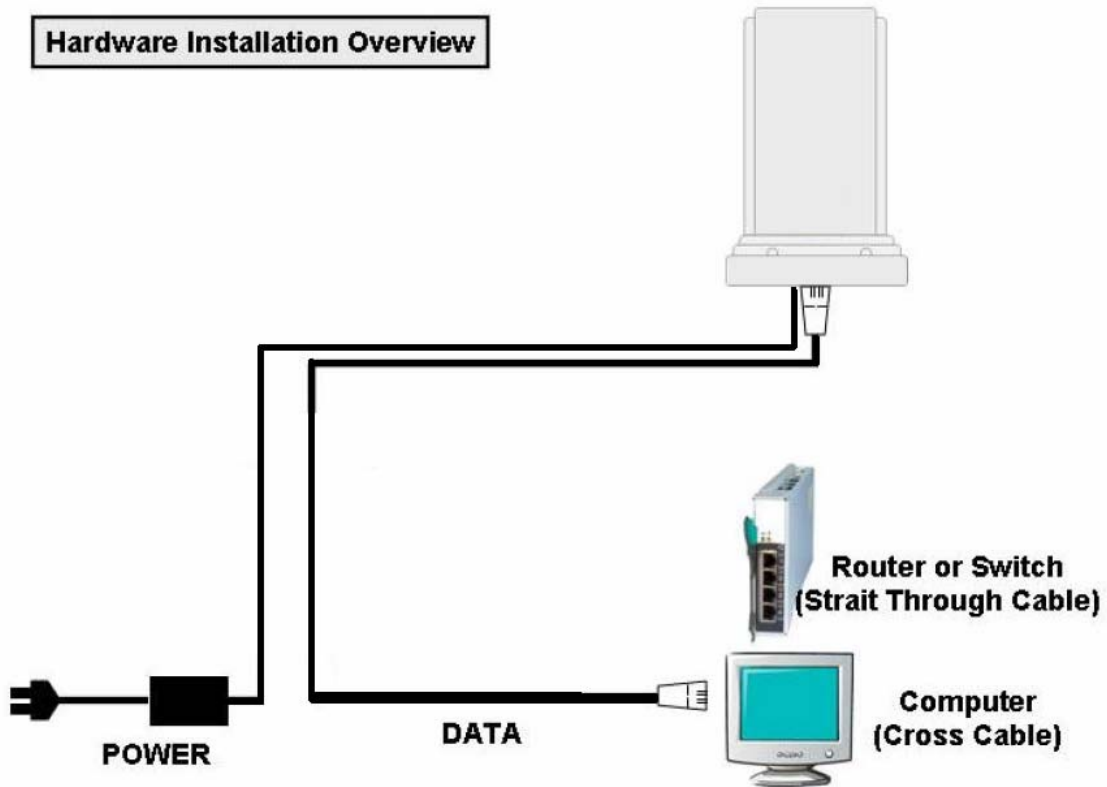 Hardware Installation Overview
Router or Switch
(Strait Through Cable)
Computer
(Cross Cable)
DATA
POWER